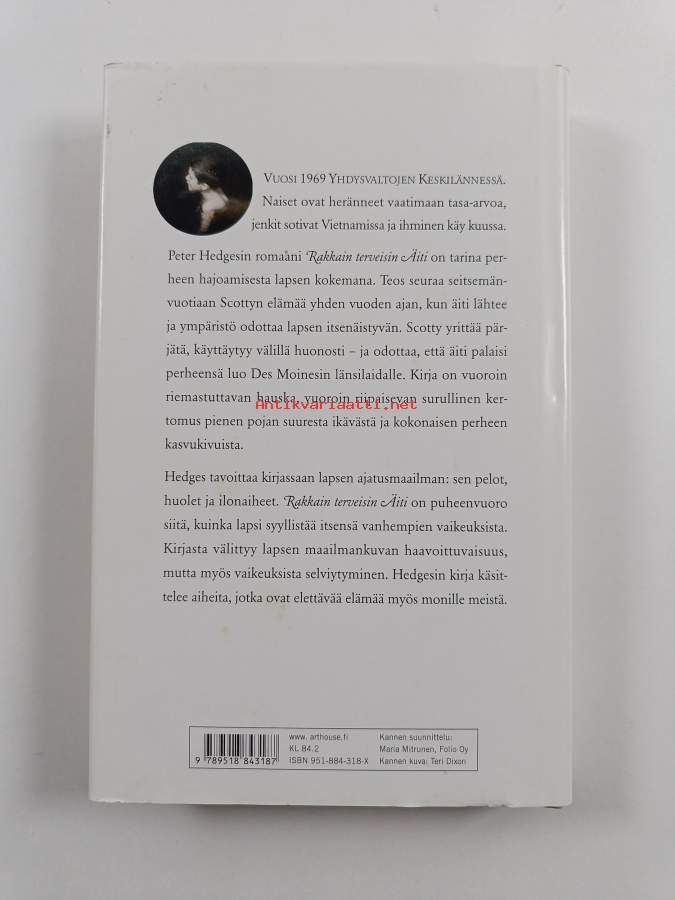 VUOSI 1969 YHDYSVALTOJEN KESKILÄNNESSÄ.
Naiset ovat heränneet vaatimaan tasa-arvoa,
jenkit sotivat Vietnamissa ja ihminen käy kuussa.
Peter Hedgesin romaani Rakkain terveisin Äiti on tarina per-
heen hajoamisesta lapsen kokemana. Teos seuraa seitsemän-
vuotiaan Scottyn elämää yhden vuoden ajan, kun äiti lähtee
ja ympäristö odottaa lapsen itsenäistyvän. Scotty yrittää pär-
jätä, käyttäytyy välillä huonosti – ja odottaa, että äiti palaisi
perheensä luo Des Moinesin länsilaidalle. Kirja on vuoroin
riemastuttavan hauska, vuoroin riipaisevan surullinen ker-
Antikvariaatti.net
tomus pienen pojan suuresta ikävästä ja kokonaisen perheen
kasvukivuista.
Hedges tavoittaa kirjassaan lapsen ajatusmaailman: sen pelot,
huolet ja ilonaiheet. Rakkain terveisin Äiti on puheenvuoro
siitä, kuinka lapsi syyllistää itsensä vanhempien vaikeuksista.
Kirjasta välittyy lapsen maailmankuvan haavoittuvaisuus,
mutta myös vaikeuksista selviytyminen. Hedgesin kirja käsit-
telee aiheita, jotka ovat elettävää elämää myös monille meistä.
www.arthouse.fi
KL 84.2
ISBN 951-884-318-X
9 789518 843187
Kannen suunnittelu:
Maria Mitrunen, Folio Oy
Kannen kuva: Teri Dixon